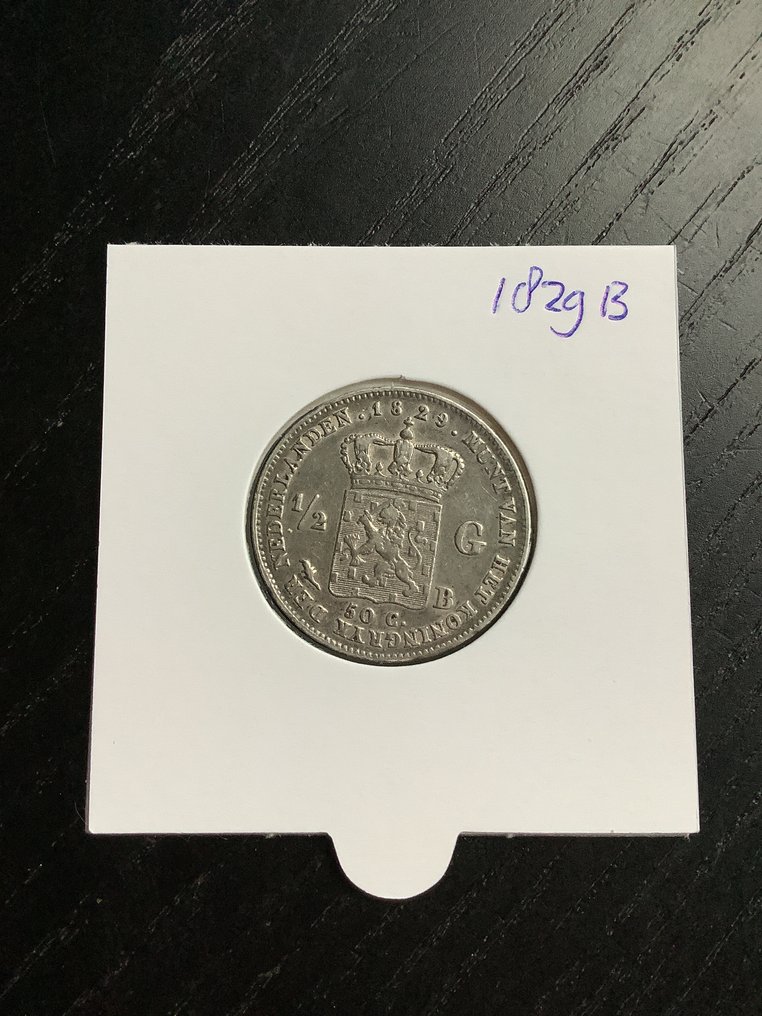 1829 B
DER NEDERLANDEN . 1829 . MUNT VAN HET KONINGRYK
1/2 G
B
50 C.